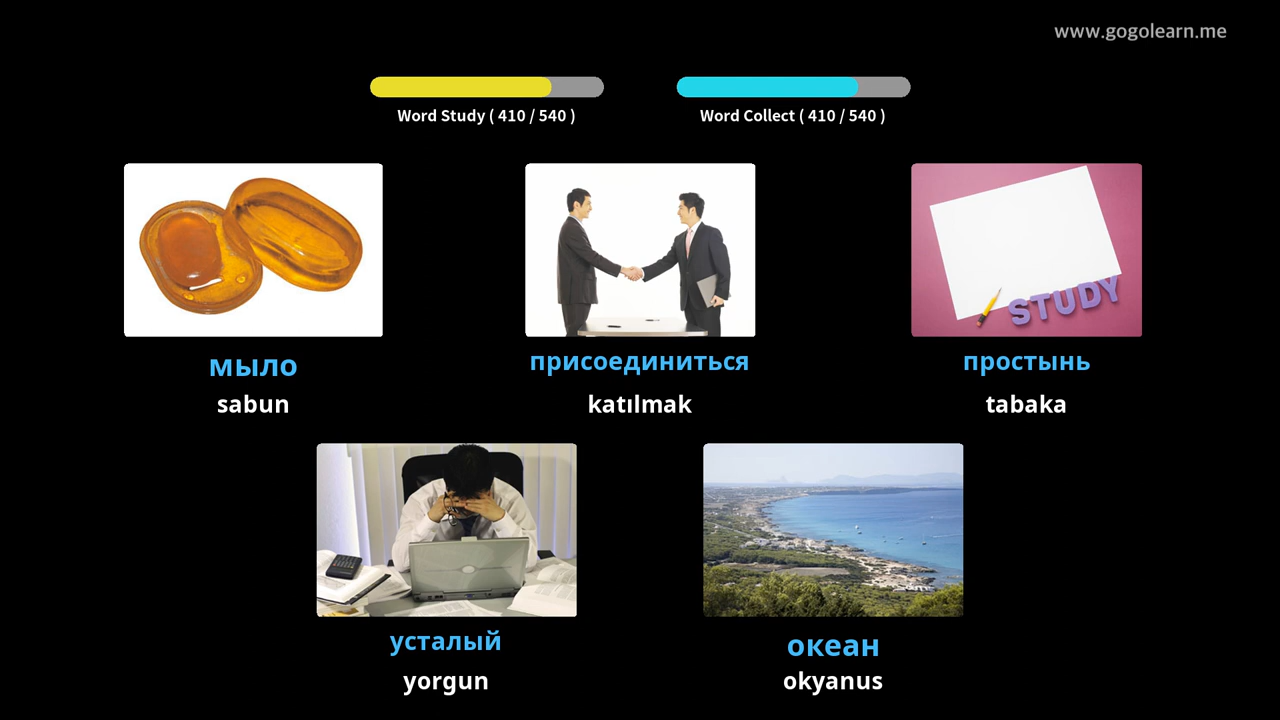 www.gogolearn.me
Word Study ( 410 / 540 )
Word Collect ( 410 / 540 )
STUDY
мыло
sabun
присоединиться
katılmak
простынь
tabaka
усталый
yorgun
океан
okyanus